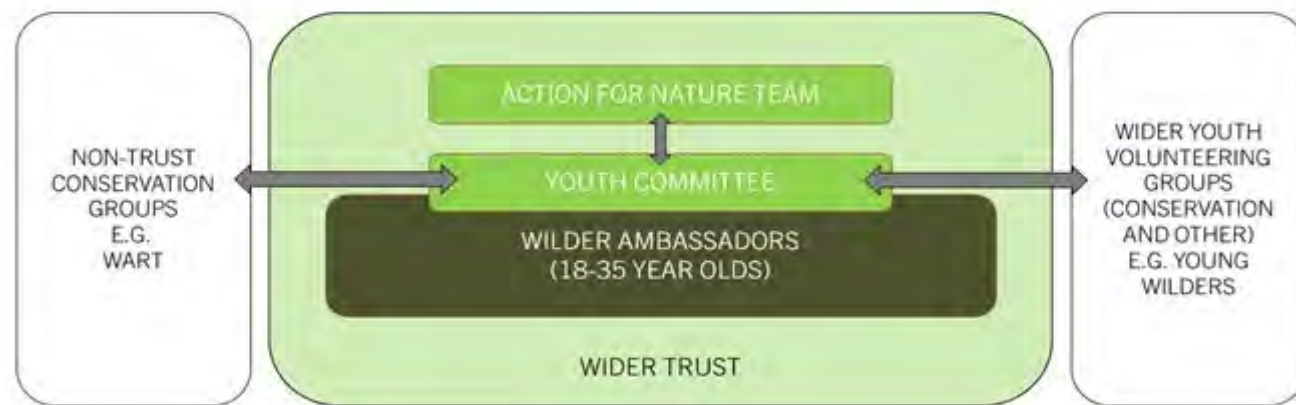 NON-TRUST
CONSERVATION
GROUPS
E.G.
WART
ACTION FOR NATURE TEAM
YOUTH COMMITTEE
WILDER AMBASSADORS
(18-35 YEAR OLDS)
WIDER TRUST
WIDER YOUTH
VOLUNTEERING
GROUPS
(CONSERVATION
AND OTHER)
E.G. YOUNG
WILDERS